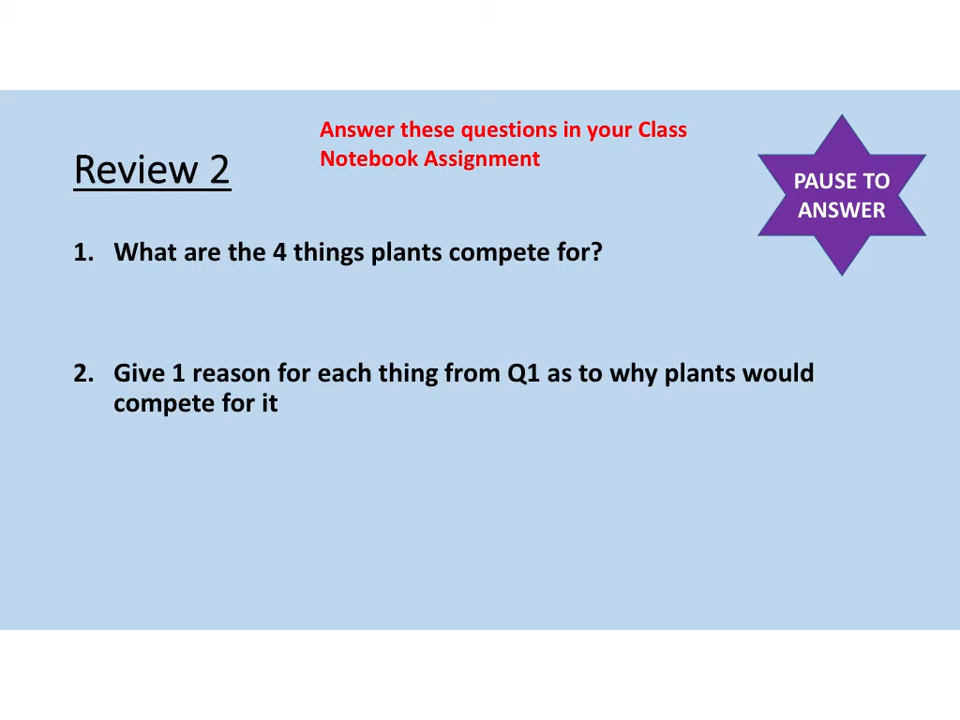 Answer these questions in your Class
Notebook Assignment
Review 2
PAUSE TO
ANSWER
1. What are the 4 things plants compete for?
2. Give 1 reason for each thing from Q1 as to why plants would
compete for it